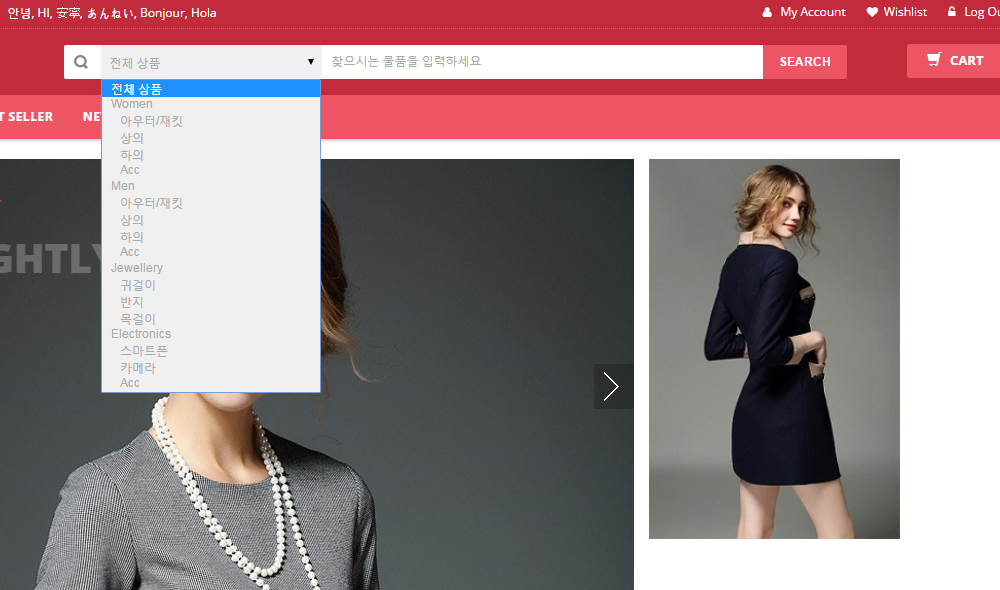 안녕, HI, 安寧, あんねい, Bonjour, Hola
My Account
Wishlist
Log Ou
전체 상품
찾으시는 물품을 입력하세요
SEARCH
CART
T SELLER
NE
전체 상품
Women
아우터/재킷
상의
하의
Acc
Men
아우터/재킷
상의
하의
Acc
Jewellery
귀걸이
반지
목걸이
Electronics
스마트폰
카메라
Acc
GHTLY